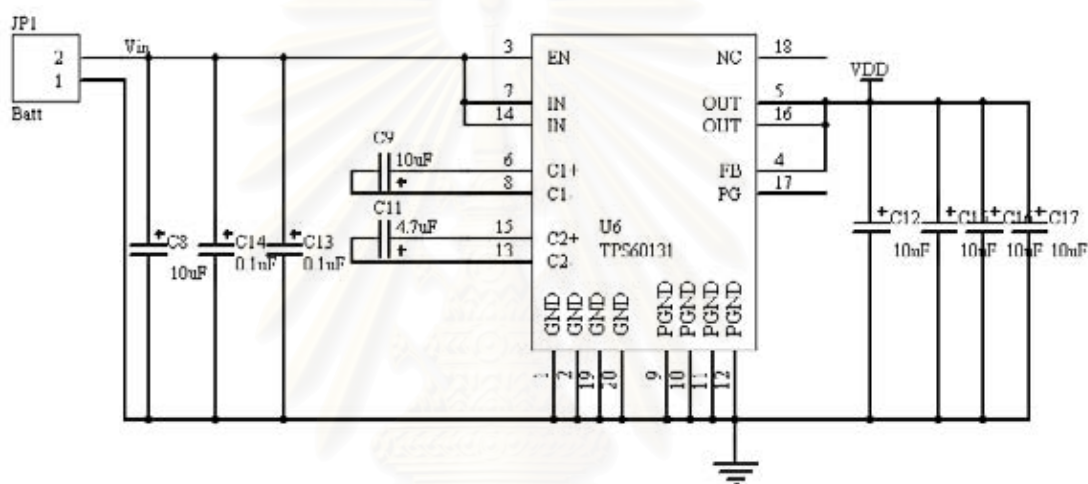 JP1
2
1
Batt
Vin
3
7
14
6
8
15
13
EN
IN
IN
C1+
C1-
C2+
C2-
C9
10uF
+
C11
4.7uF
+
+
C8
10uF
+
C14
0.1uF
+
C13
0.1uF
U6
TPS60131
NC
OUT
OUT
FB
PG
18
5
16
4
17
VDD
GND
GND
GND
GND
PGND
PGND
PGND
PGND
1
2
19
20
9
10
11
12
+
C12
10uF
+
C15
10uF
+
C16
10uF
+
C17
10uF